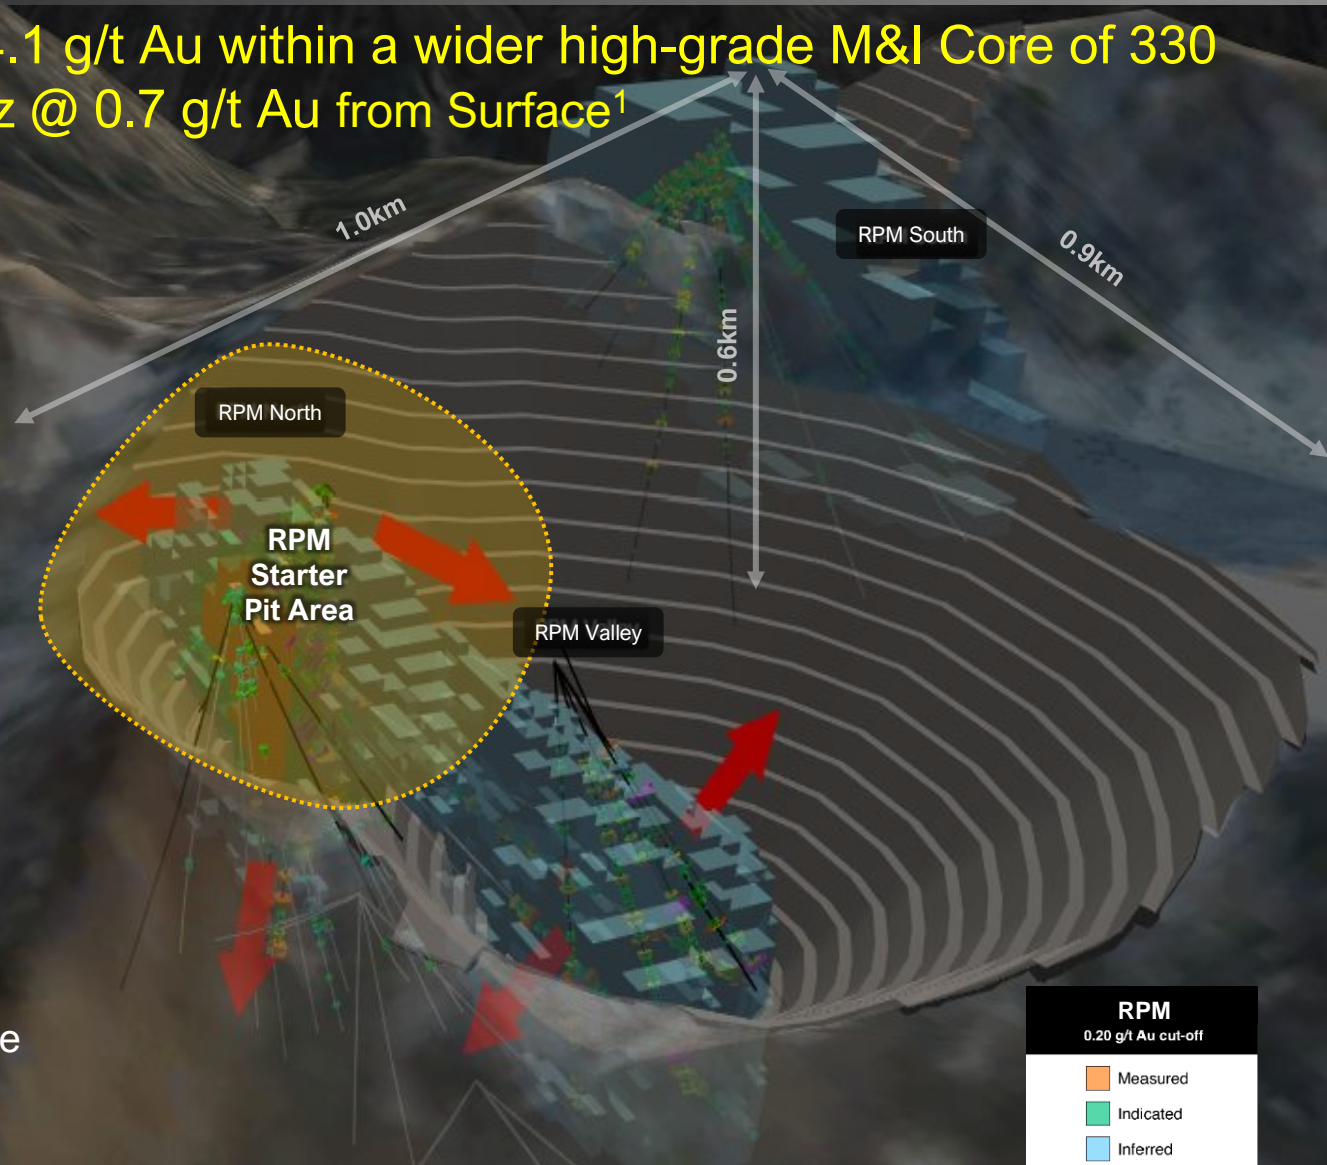 .1 g/t Au within a wider high-grade M&I Core of 330
z @ 0.7 g/t Au from Surface¹
1.0km
RPM South
0.9km
0.6km
RPM North
RPM
Starter
Pit Area
RPM Valley
e
RPM
0.20 g/t Au cut-off
Measured
Indicated
Inferred